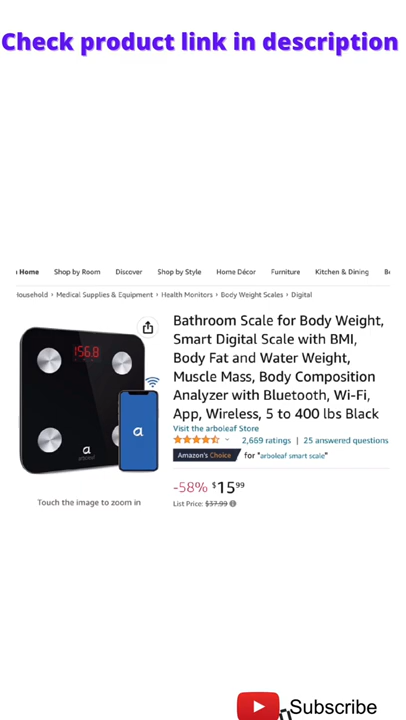 Check product link in description
Home
Shop by Room
Discover
Shop by Style
Home Décor
Furniture
Kitchen & Dining
Household › Medical Supplies & Equipment › Health Monitors › Body Weight Scales › Digital
Bathroom Scale for Body Weight,
Smart Digital Scale with BMI,
Body Fat and Water Weight,
Muscle Mass, Body Composition
Analyzer with Bluetooth, Wi-Fi,
App, Wireless, 5 to 400 lbs Black
Visit the arboleaf Store
2,669 ratings | 25 answered questions
Amazon's Choice for "arboleaf smart scale"
-58% $15 99
List Price: $37.99
156.8
a
a
arboleaf
Touch the image to zoom in
Subscribe